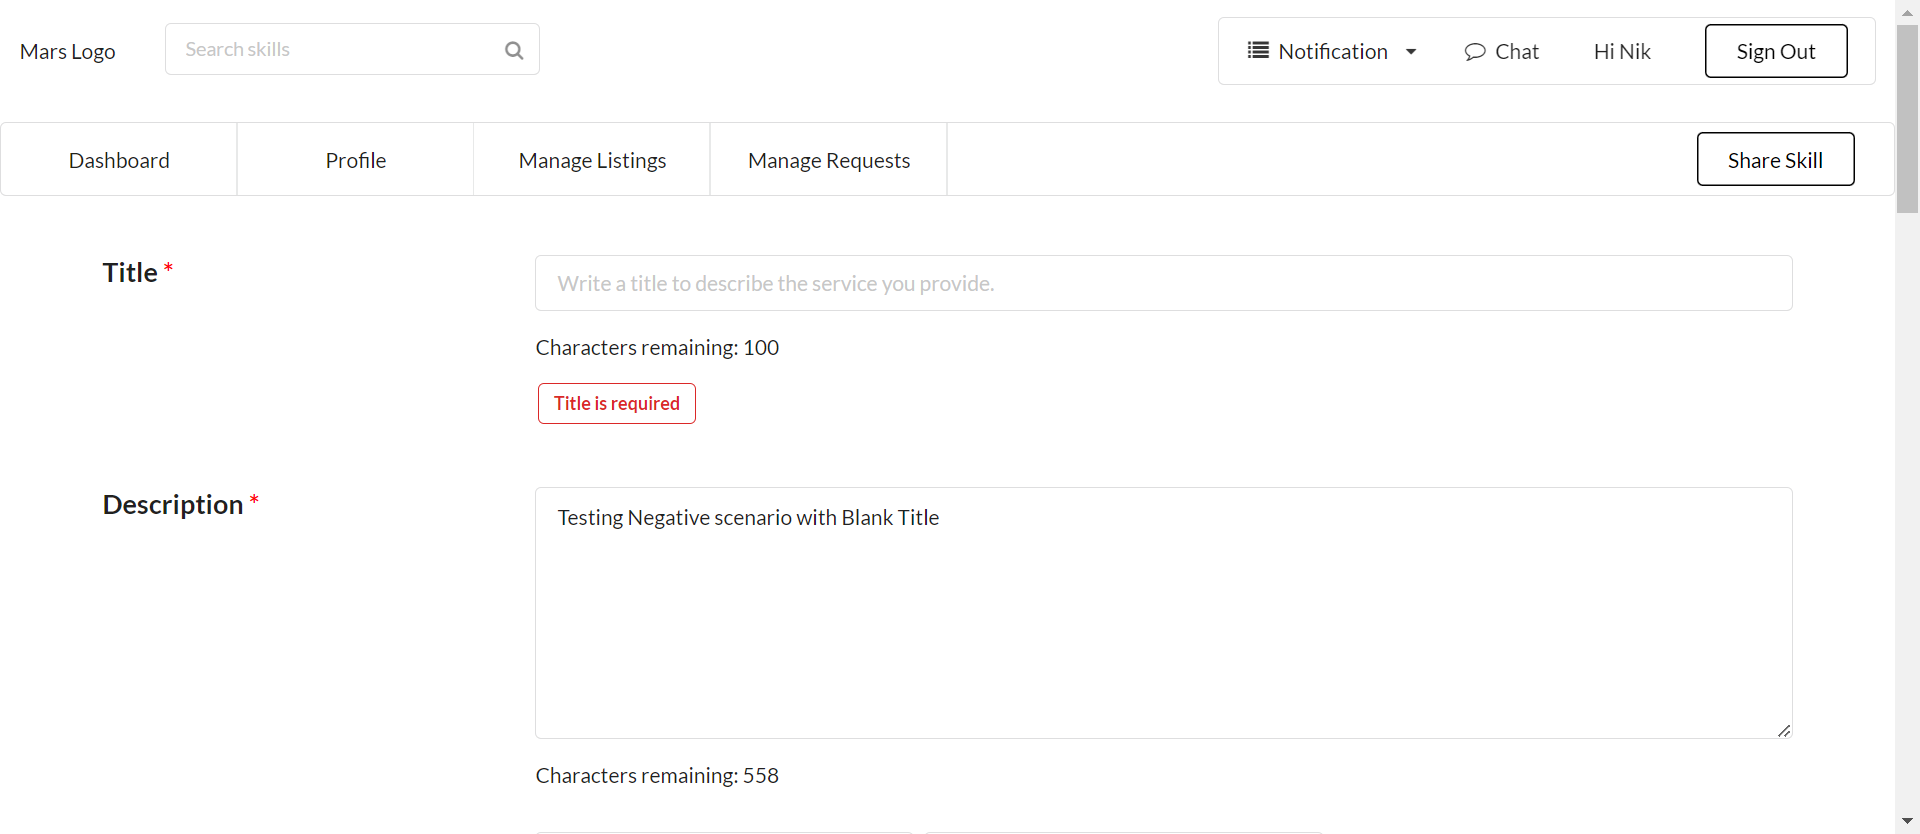 Mars Logo
Search skills
Notification
Chat
Hi Nik
Sign Out
Dashboard
Profile
Manage Listings
Manage Requests
Share Skill
Title *
Write a title to describe the service you provide.
Characters remaining: 100
Title is required
Description *
Testing Negative scenario with Blank Title
Characters remaining: 558